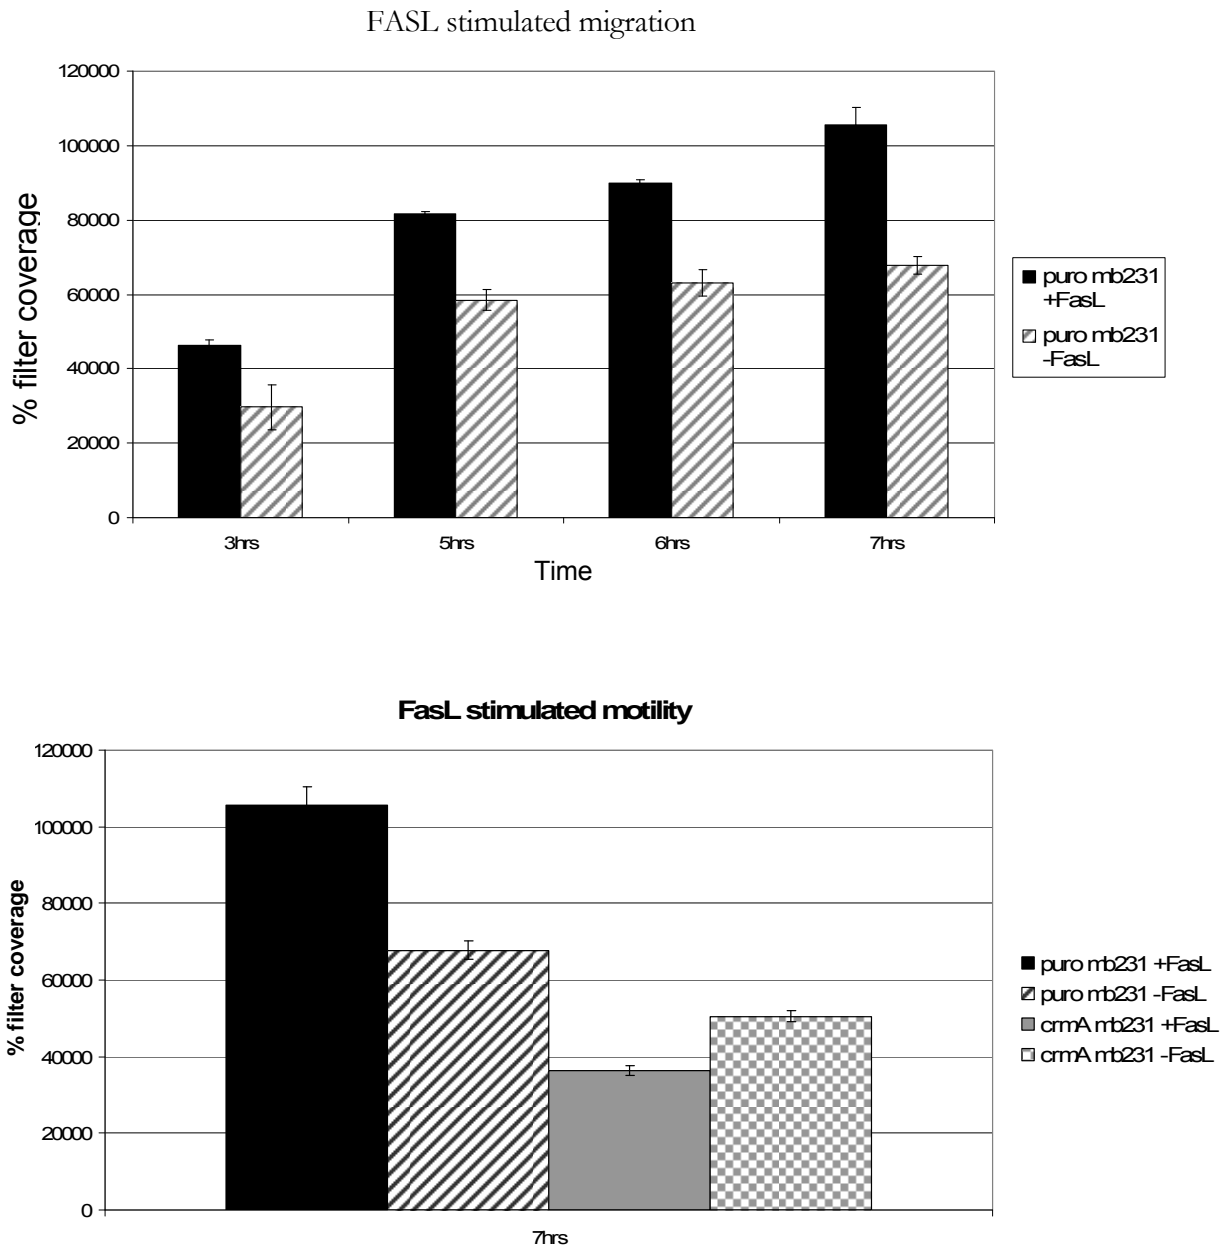 FASL stimulated migration
120000
100000
80000
60000
40000
20000
0
% filter coverage
3hrs 5hrs 6hrs 7hrs
Time
puro mb231
+FasL
puro mb231
-FasL
FasL stimulated motility
120000
100000
80000
60000
40000
20000
0
% filter coverage
7hrs
puro mb231 +FasL
puro mb231 -FasL
crmA mb231 +FasL
crmA mb231 -FasL